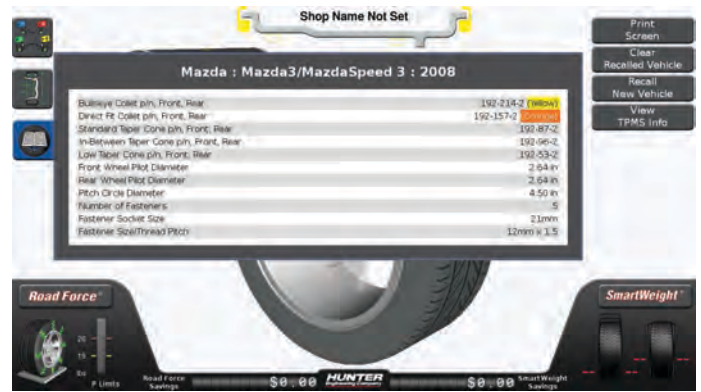 Shop Name Not Set
Print
Screen
Clear
Recalled Vehicle
Recall
New Vehicle
View
TPMS Info
Mazda : Mazda3/MazdaSpeed 3 : 2008
Bullseye Collet p/n, Front, Rear 192-214-2 (Yellow)
Direct Fit Collet p/n, Front, Rear 192-157-2 (Orange)
Standard Taper Cone p/n, Front, Rear 192-87-2
In-Between Taper Cone p/n, Front, Rear 192-96-2
Low Taper Cone p/n, Front, Rear 192-53-2
Front Wheel Pilot Diameter 2.64 in
Rear Wheel Pilot Diameter 2.64 in
Pitch Circle Diameter 4.50 in
Number of Fasteners 5
Fastener Socket Size 21mm
Fastener Size/Thread Pitch 12mm x 1.5
Road Force®
SmartWeight®
20
15
lbs
P Limits
Road Force
Savings
$0.00
HUNTER
Engineering Company
$0.00
SmartWeight
Savings